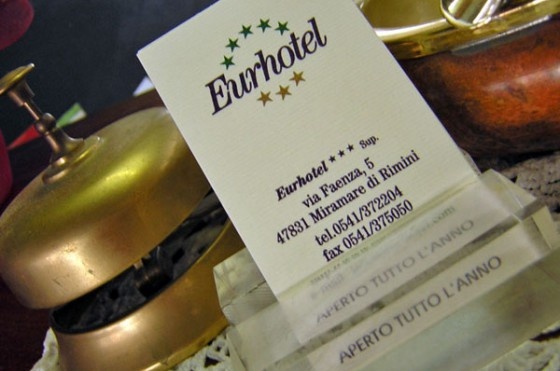 Eurhotel
Eurhotel *** Sup.
via Faenza, 5
47831 Miramare di Rimini
tel.0541/372204
fax 0541/375050
APERTO TUTTO L'ANNO
APERTO TUTTO L'ANNO